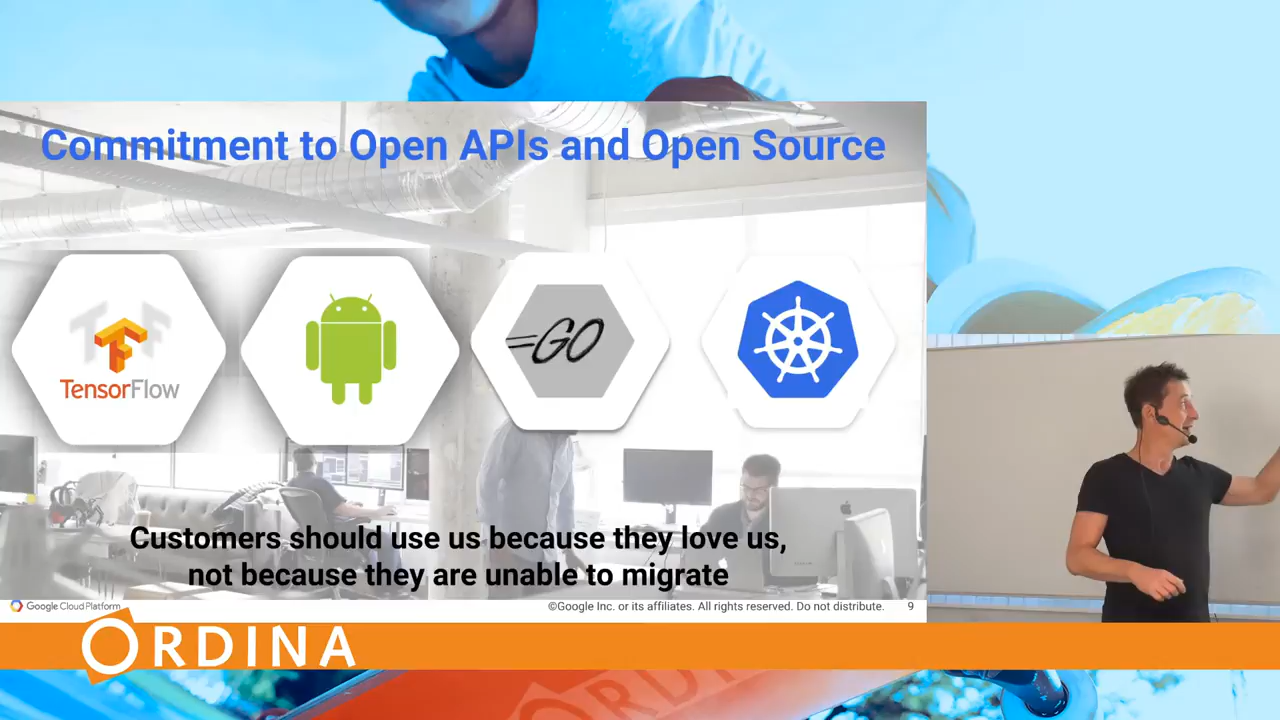 Commitment to Open APIs and Open Source
TensorFlow
GO
Customers should use us because they love us,
not because they are unable to migrate
Google Cloud Platform
©Google Inc. or its affiliates. All rights reserved. Do not distribute.
9
ORDINA
ORDI